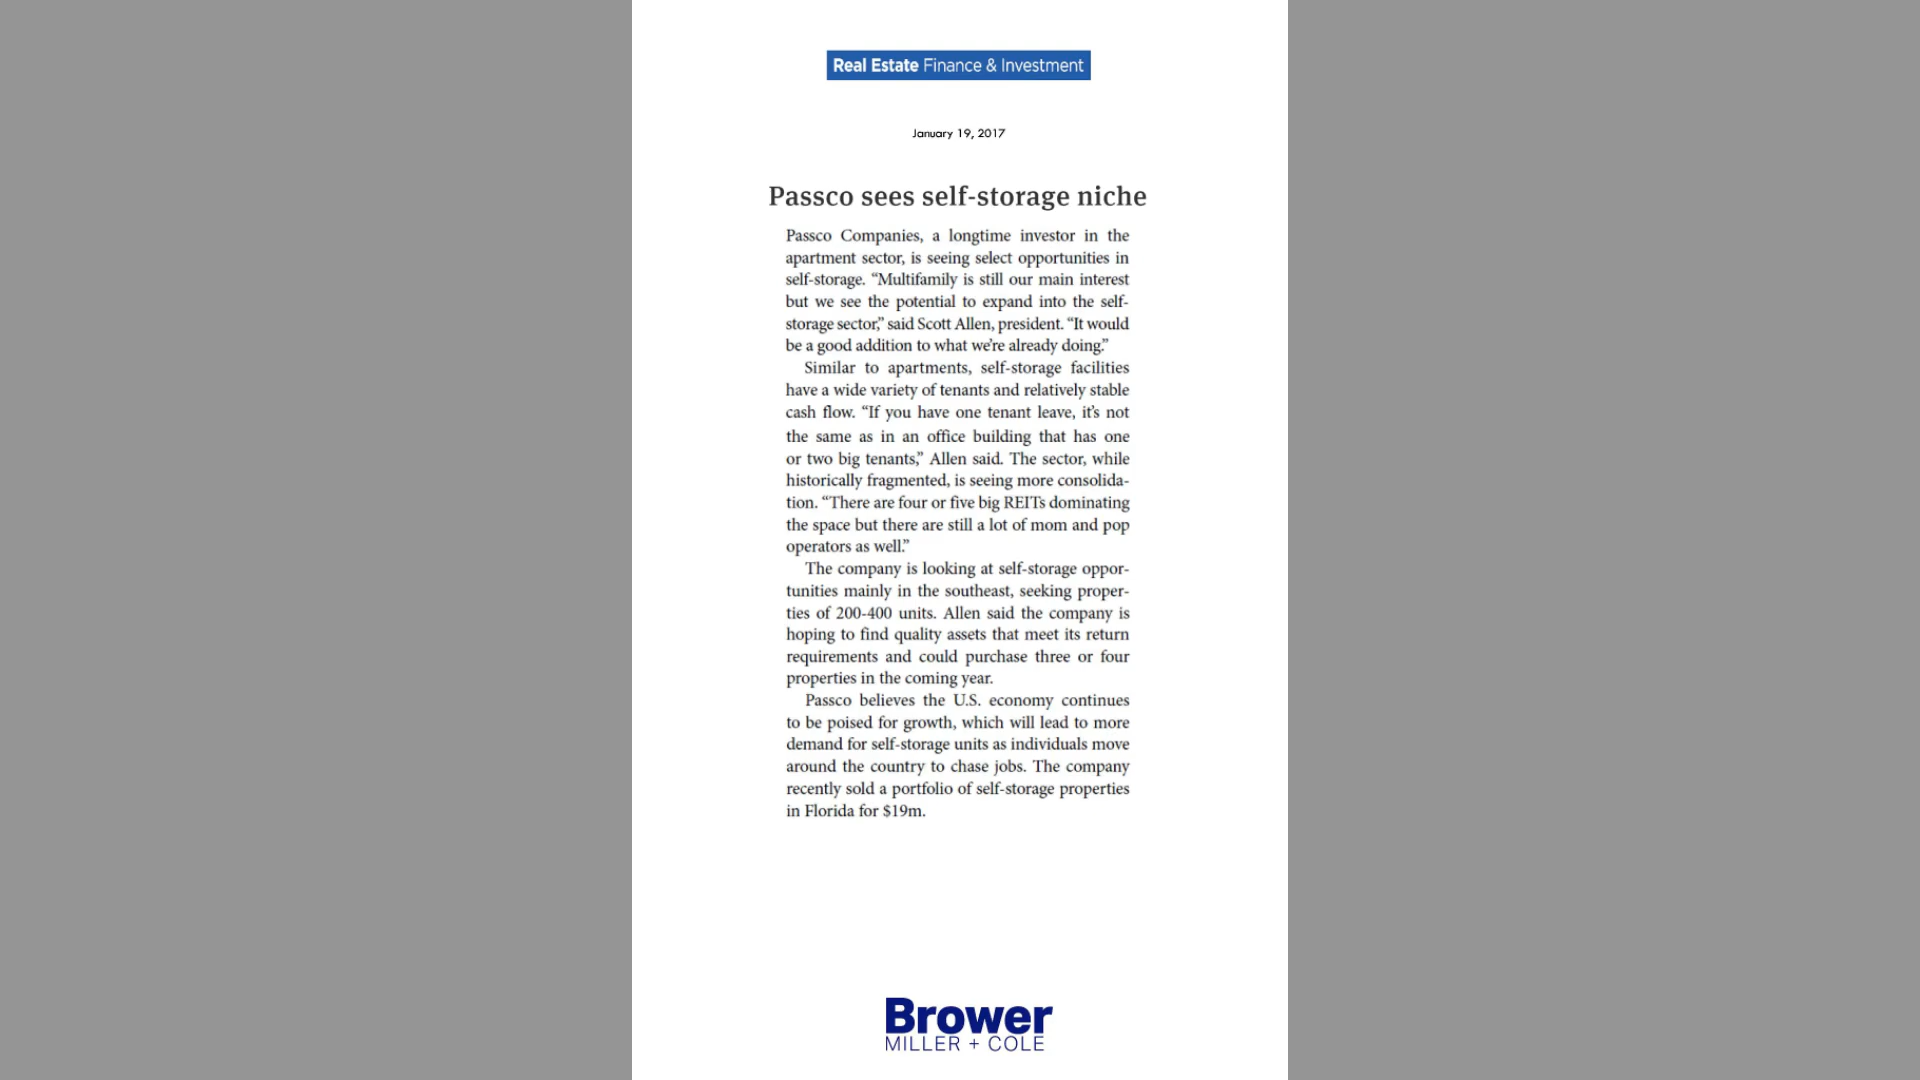 Real Estate Finance & Investment
January 19, 2017
Passco sees self-storage niche
Passco Companies, a longtime investor in the
apartment sector, is seeing select opportunities in
self-storage. “Multifamily is still our main interest
but we see the potential to expand into the self-
storage sector,” said Scott Allen, president. “It would
be a good addition to what we’re already doing.”
Similar to apartments, self-storage facilities
have a wide variety of tenants and relatively stable
cash flow. “If you have one tenant leave, it’s not
the same as in an office building that has one
or two big tenants,” Allen said. The sector, while
historically fragmented, is seeing more consolida-
tion. “There are four or five big REITs dominating
the space but there are still a lot of mom and pop
operators as well.”
The company is looking at self-storage oppor-
tunities mainly in the southeast, seeking proper-
ties of 200-400 units. Allen said the company is
hoping to find quality assets that meet its return
requirements and could purchase three or four
properties in the coming year.
Passco believes the U.S. economy continues
to be poised for growth, which will lead to more
demand for self-storage units as individuals move
around the country to chase jobs. The company
recently sold a portfolio of self-storage properties
in Florida for $19m.
Brower
MILLER + COLE